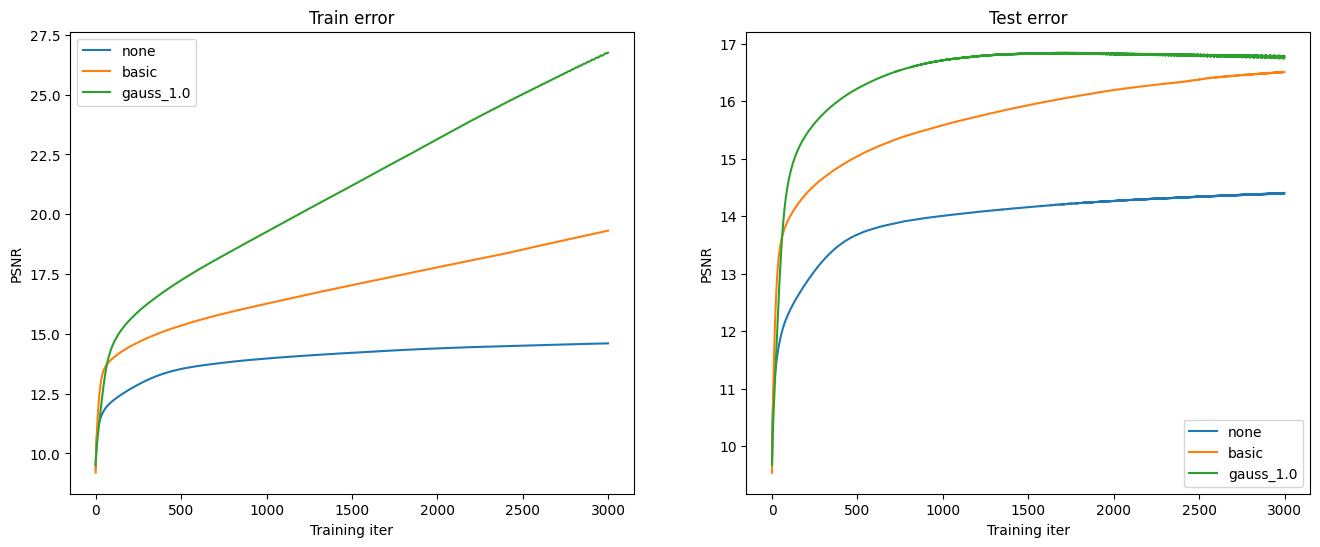 Train error
PSNR
27.5
25.0
22.5
20.0
17.5
15.0
12.5
10.0
none
basic
gauss_1.0
0 500 1000 1500 2000 2500 3000
Training iter
Test error
PSNR
17
16
15
14
13
12
11
10
none
basic
gauss_1.0
0 500 1000 1500 2000 2500 3000
Training iter